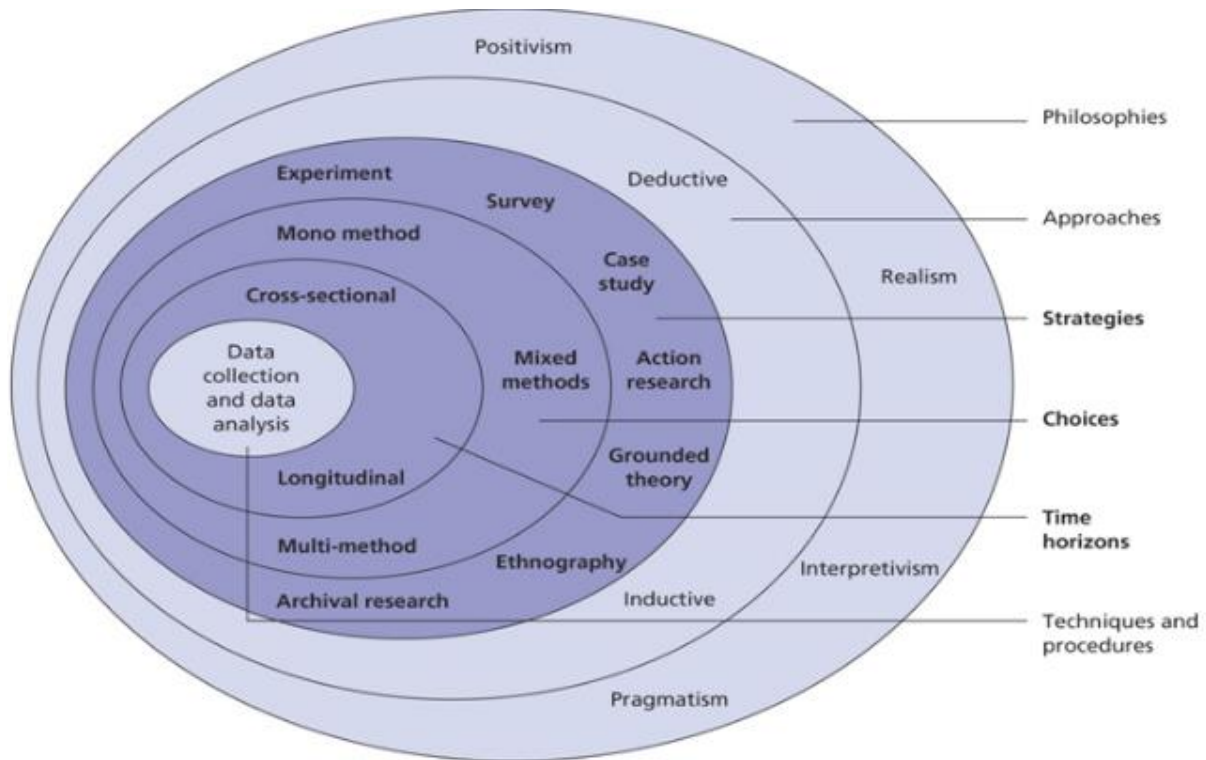 Positivism
Philosophies
Experiment
Deductive
Survey
Approaches
Mono method
Case
study
Realism
Cross-sectional
Strategies
Data
collection
and data
analysis
Mixed
methods
Action
research
Choices
Grounded
theory
Longitudinal
Time
horizons
Multi-method
Ethnography
Interpretivism
Archival research
Inductive
Techniques and
procedures
Pragmatism